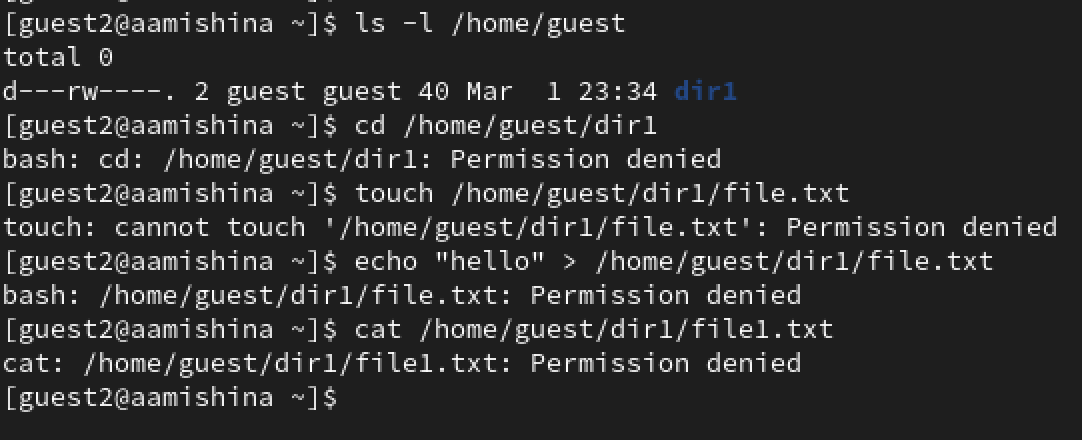 [guest2@aamishina ~]$ ls -l /home/guest
total 0
d---rw----. 2 guest guest 40 Mar  1 23:34 dir1
[guest2@aamishina ~]$ cd /home/guest/dir1
bash: cd: /home/guest/dir1: Permission denied
[guest2@aamishina ~]$ touch /home/guest/dir1/file.txt
touch: cannot touch '/home/guest/dir1/file.txt': Permission denied
[guest2@aamishina ~]$ echo "hello" > /home/guest/dir1/file.txt
bash: /home/guest/dir1/file.txt: Permission denied
[guest2@aamishina ~]$ cat /home/guest/dir1/file1.txt
cat: /home/guest/dir1/file1.txt: Permission denied
[guest2@aamishina ~]$